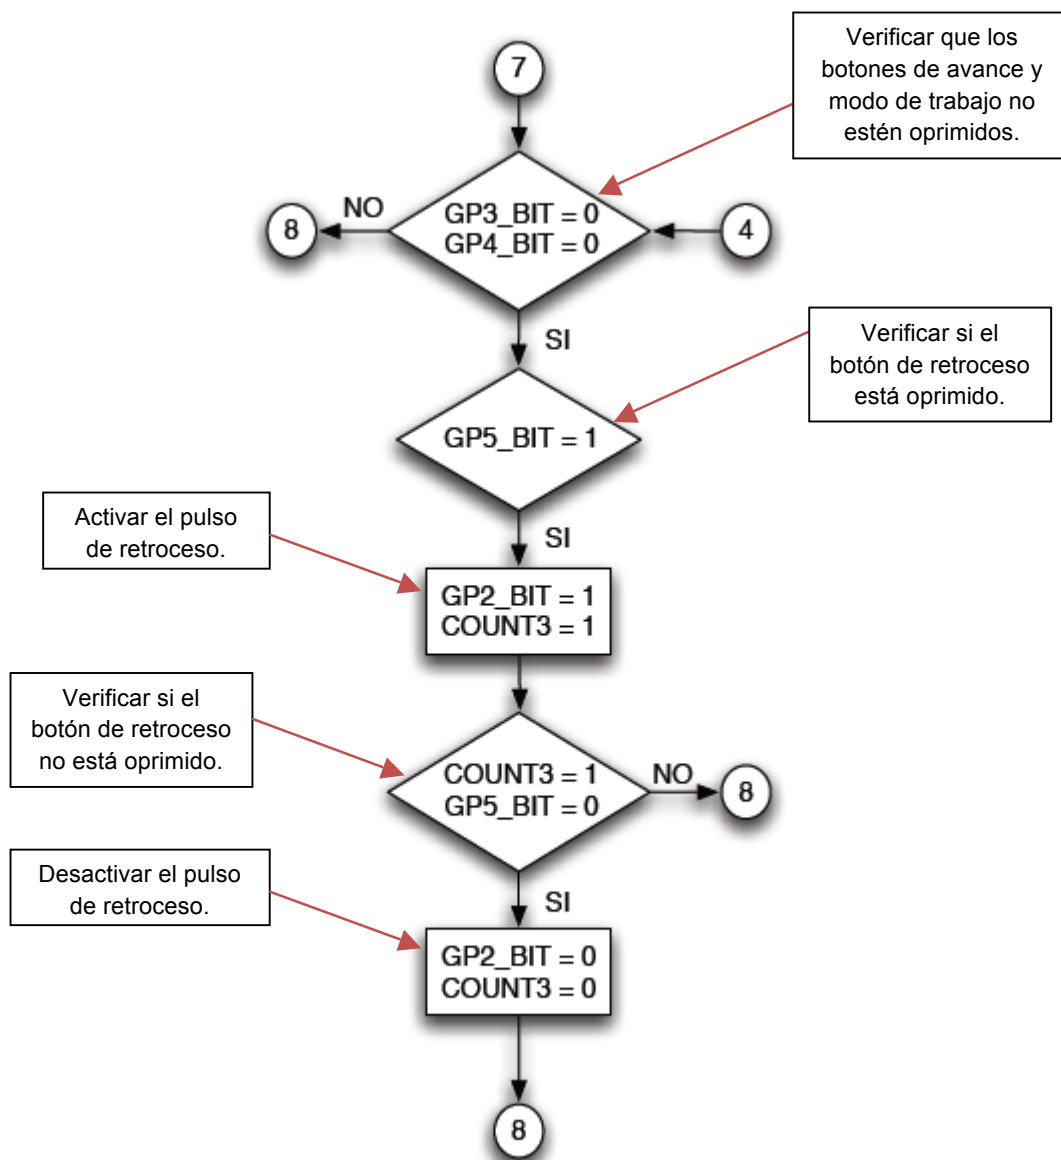 7
Verificar que los
botones de avance y
modo de trabajo no
estén oprimidos.
8
NO
GP3_BIT = 0
GP4_BIT = 0
4
SI
Verificar si el
botón de retroceso
está oprimido.
GP5_BIT = 1
Activar el pulso
de retroceso.
SI
GP2_BIT = 1
COUNT3 = 1
Verificar si el
botón de retroceso
no está oprimido.
COUNT3 = 1
GP5_BIT = 0
NO
8
Desactivar el pulso
de retroceso.
SI
GP2_BIT = 0
COUNT3 = 0
8